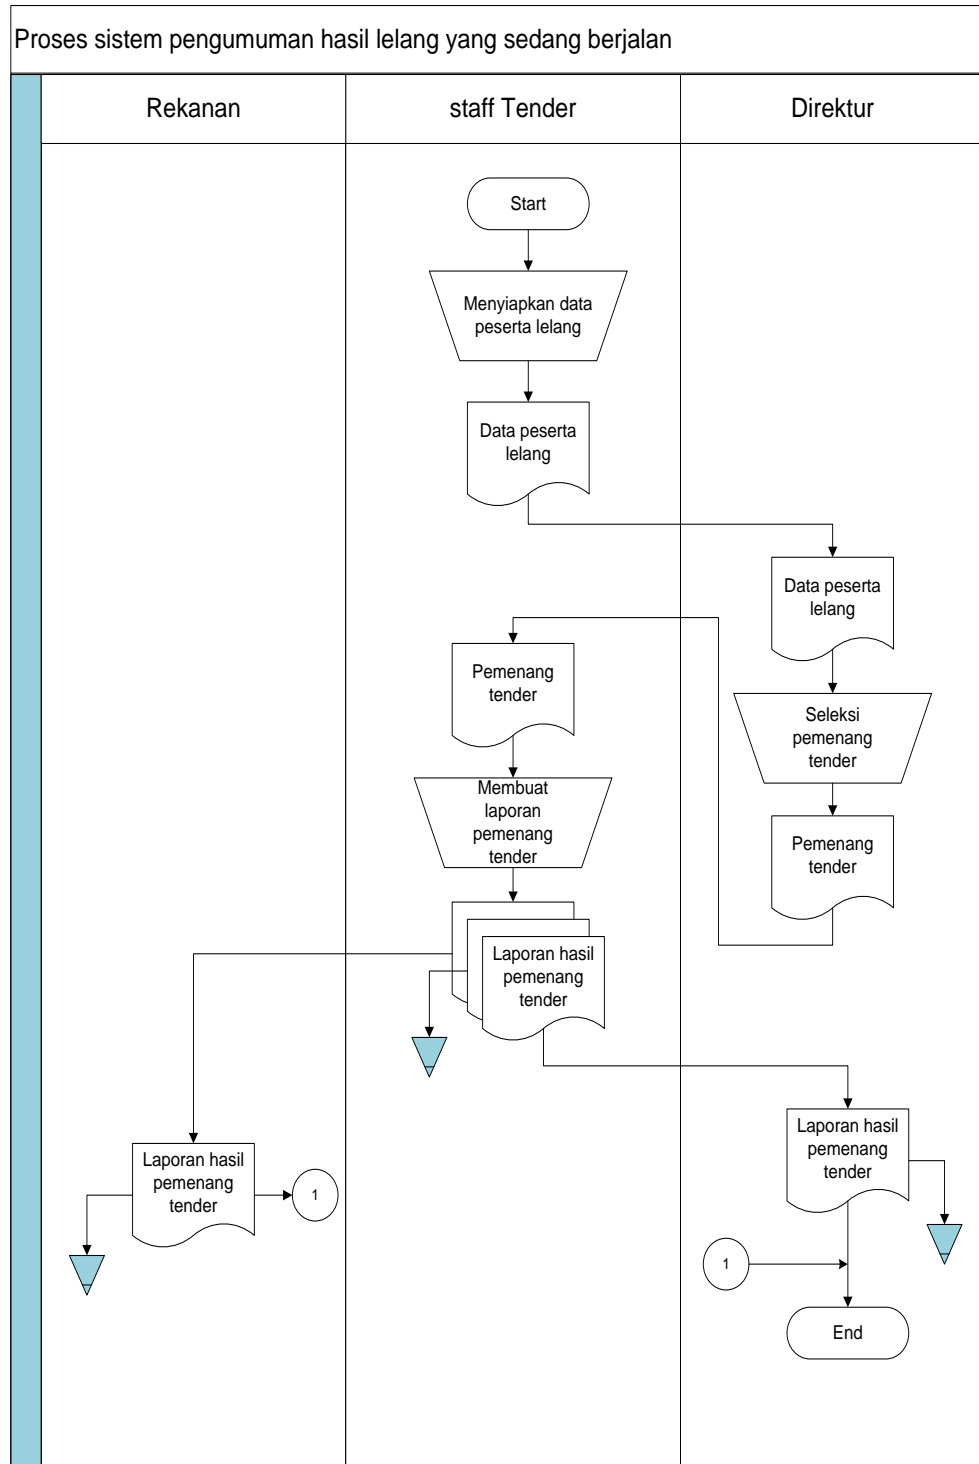 Proses sistem pengumuman hasil lelang yang sedang berjalan
Rekanan
staff Tender
Direktur
Start
Menyiapkan data
peserta lelang
Data peserta
lelang
Data peserta
lelang
Pemenang
tender
Seleksi
pemenang
tender
Membuat
laporan
pemenang
tender
Pemenang
tender
Laporan hasil
pemenang
tender
Laporan hasil
pemenang
tender
Laporan hasil
pemenang
tender
1
1
End